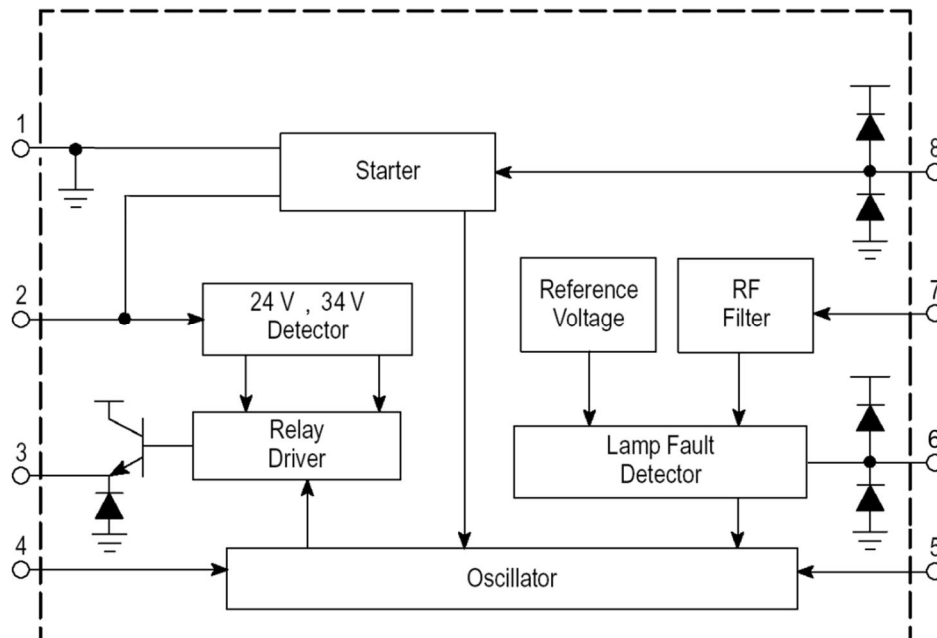 1
Starter
8
2
24 V , 34 V
Detector
Reference
Voltage
RF
Filter
7
3
Relay
Driver
Lamp Fault
Detector
6
4
Oscillator
5